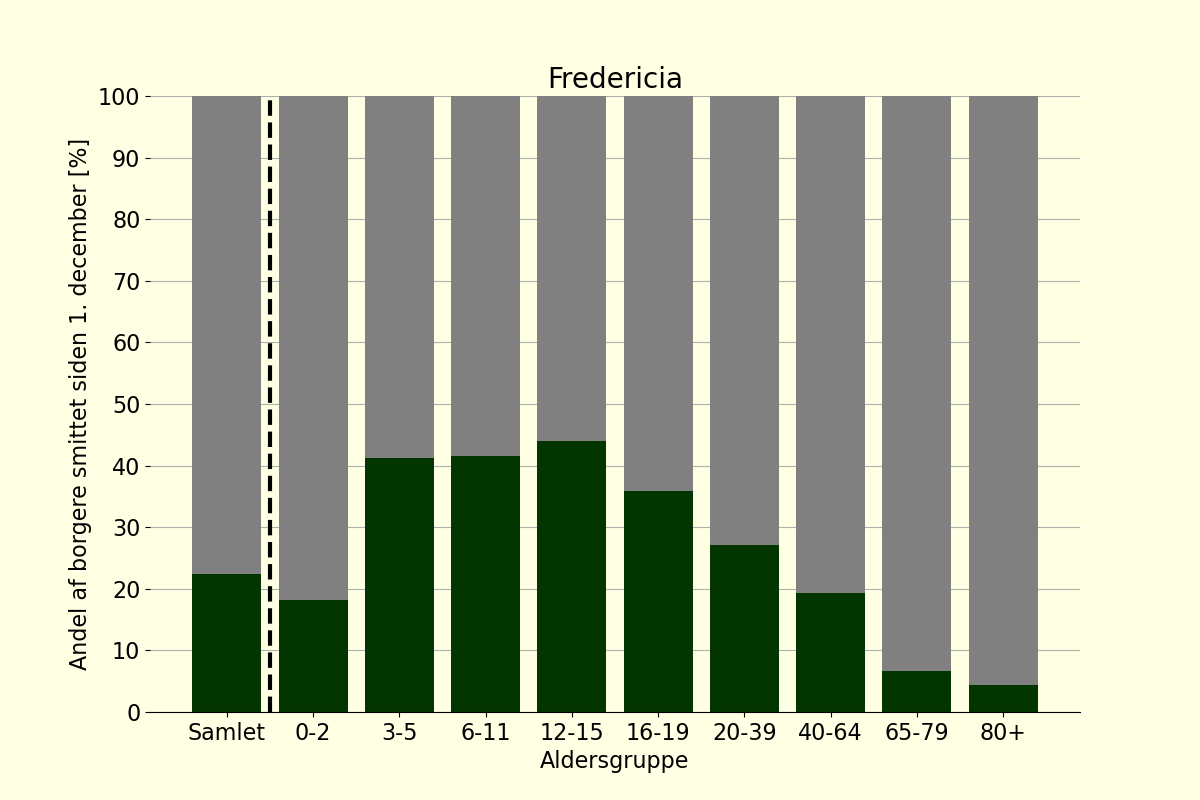 Fredericia
Andel af borgere smittet siden 1. december [%]
100
90
80
70
60
50
40
30
20
10
0
Samlet 0-2 3-5 6-11 12-15 16-19 20-39 40-64 65-79 80+
Aldersgruppe